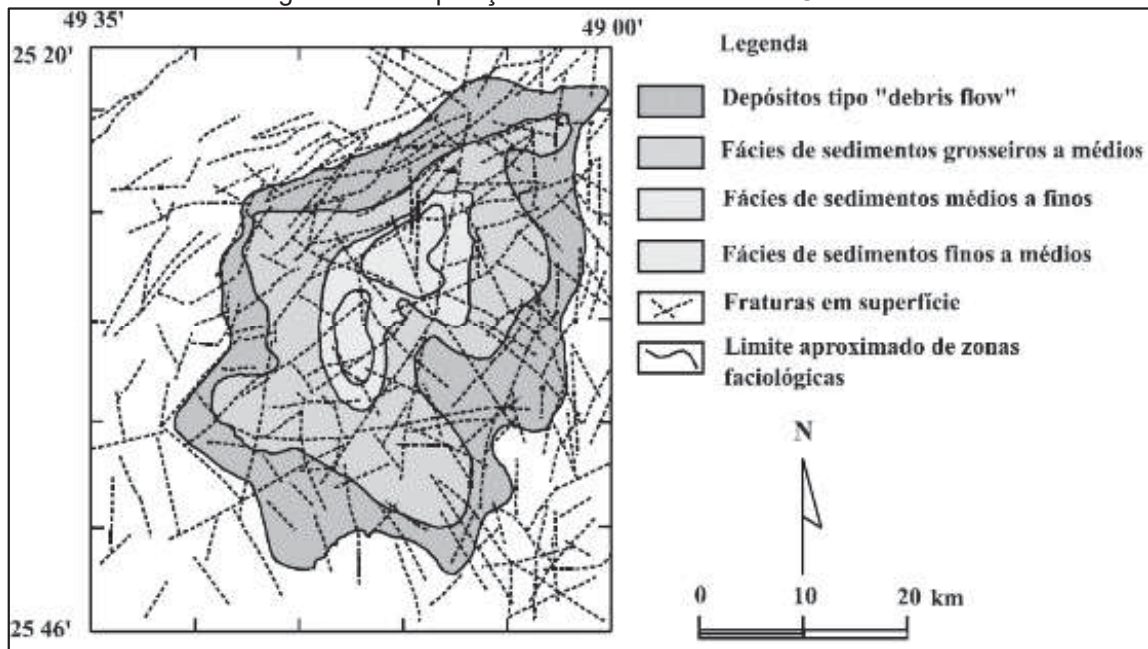 49 35'
49 00'
25 20'
25 46'
Legenda
Depósitos tipo "debris flow"
Fácies de sedimentos grosseiros a médios
Fácies de sedimentos médios a finos
Fácies de sedimentos finos a médios
Fraturas em superfície
Limite aproximado de zonas
faciológicas
N
0 10 20 km